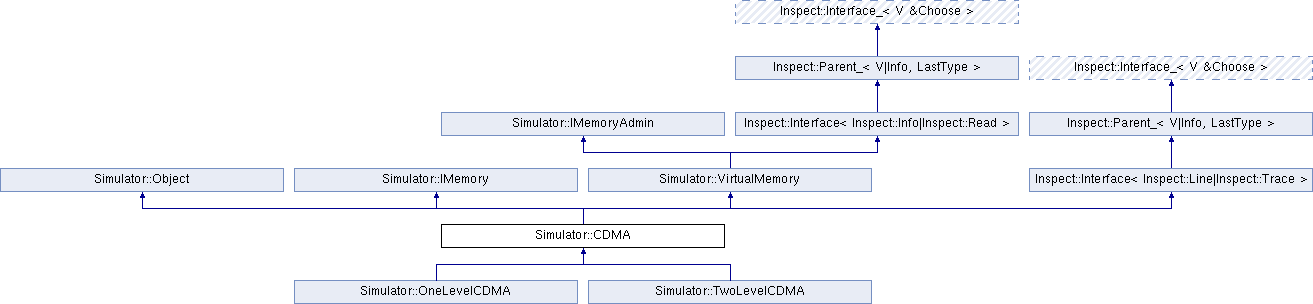 Inspect::Interface_< V &Choose >
Inspect::Parent_< V|Info, LastType >
Inspect::Interface_< V &Choose >
Simulator::IMemoryAdmin
Inspect::Interface< Inspect::Info|Inspect::Read >
Inspect::Parent_< V|Info, LastType >
Simulator::Object
Simulator::IMemory
Simulator::VirtualMemory
Inspect::Interface< Inspect::Line|Inspect::Trace >
Simulator::CDMA
Simulator::OneLevelCDMA
Simulator::TwoLevelCDMA